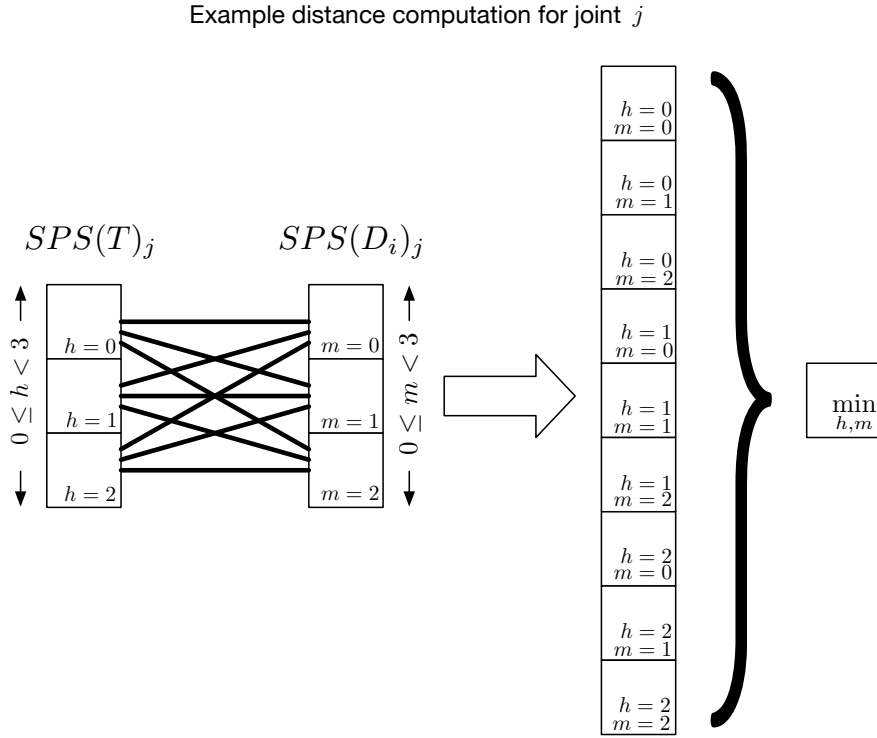 Example distance computation for joint j
SPS(T)_j
SPS(D_i)_j
0 ≤ h < 3
h = 0
h = 1
h = 2
m = 0
m = 1
m = 2
0 ≤ m < 3
h = 0
m = 0
h = 0
m = 1
h = 0
m = 2
h = 1
m = 0
h = 1
m = 1
h = 1
m = 2
h = 2
m = 0
h = 2
m = 1
h = 2
m = 2
min
h,m